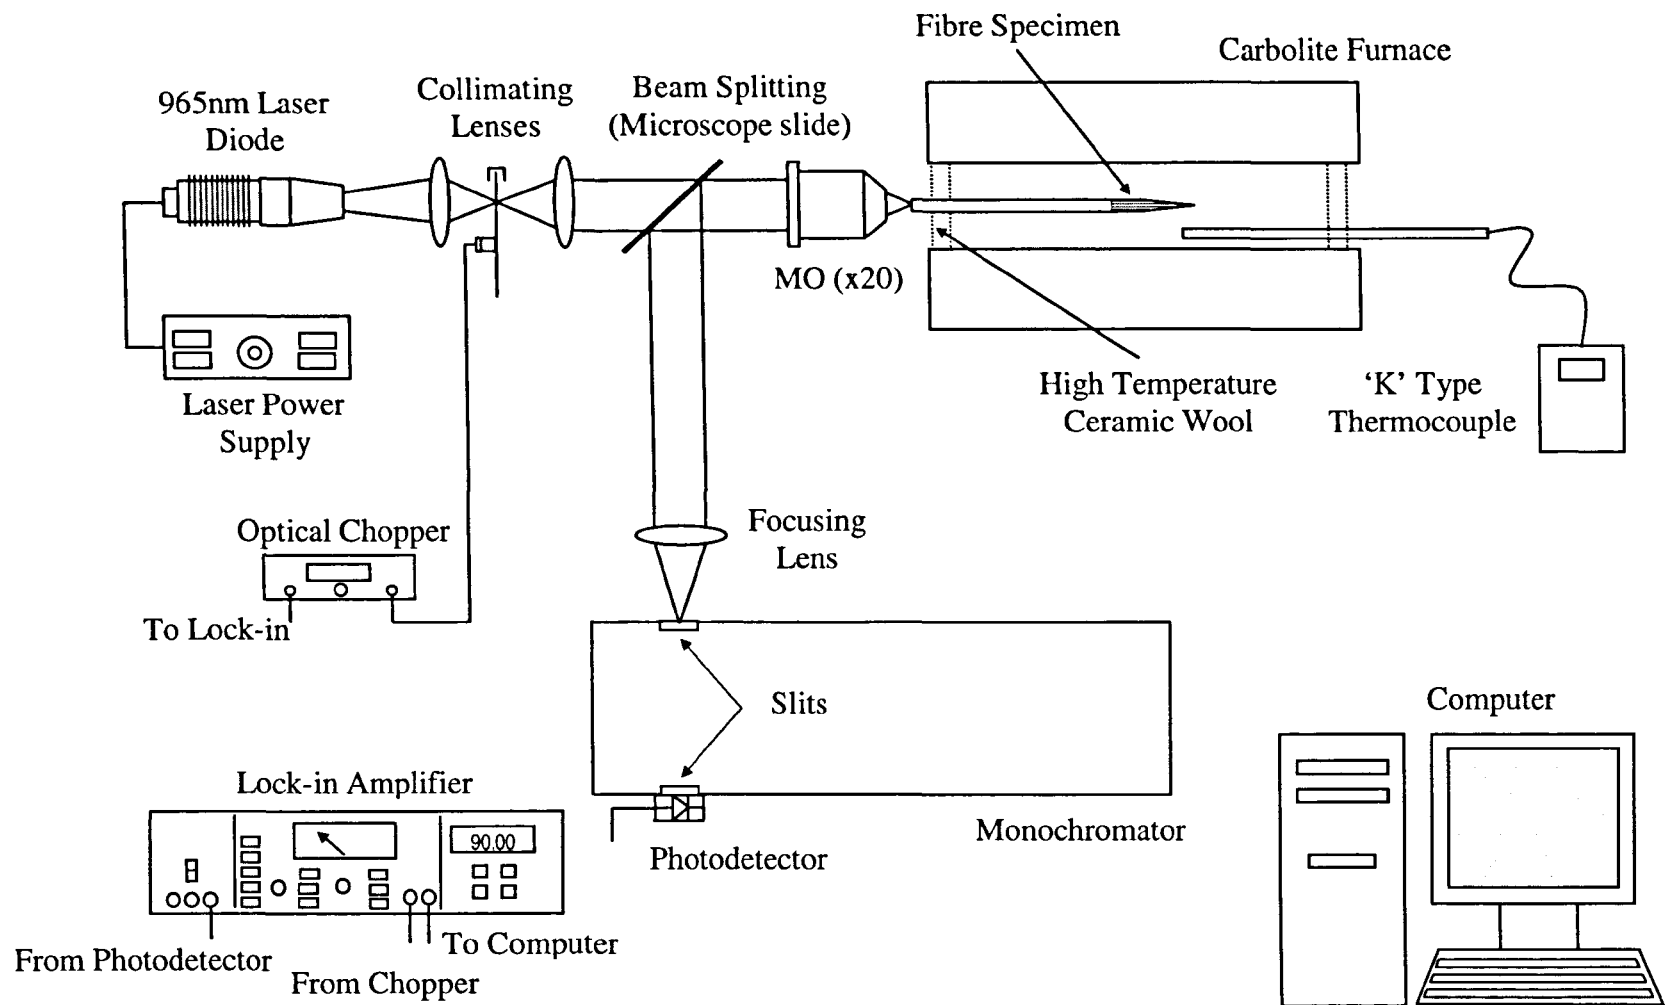 Fibre Specimen
Carbolite Furnace
965nm Laser
Diode
Collimating
Lenses
Beam Splitting
(Microscope slide)
MO (x20)
High Temperature
Ceramic Wool
‘K’ Type
Thermocouple
Laser Power
Supply
Optical Chopper
To Lock-in
Focusing
Lens
Slits
Computer
Lock-in Amplifier
90.00
Photodetector
Monochromator
To Computer
From Photodetector
From Chopper